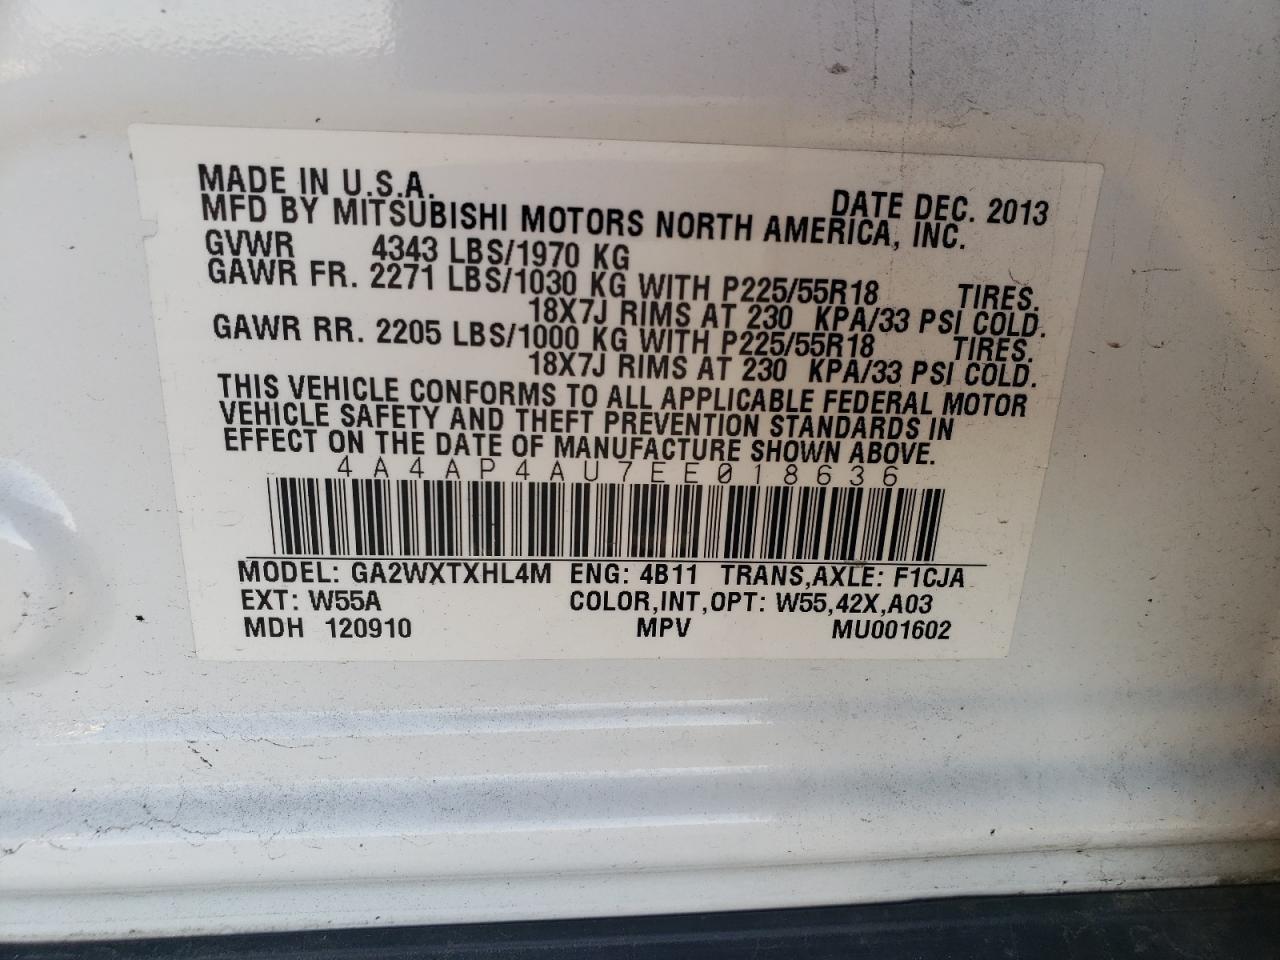 MADE IN U.S.A. DATE DEC. 2013
MFD BY MITSUBISHI MOTORS NORTH AMERICA, INC.
GVWR 4343 LBS/1970 KG
GAWR FR. 2271 LBS/1030 KG WITH P225/55R18 TIRES.
18X7J RIMS AT 230 KPA/33 PSI COLD.
GAWR RR. 2205 LBS/1000 KG WITH P225/55R18 TIRES.
18X7J RIMS AT 230 KPA/33 PSI COLD.
THIS VEHICLE CONFORMS TO ALL APPLICABLE FEDERAL MOTOR
VEHICLE SAFETY AND THEFT PREVENTION STANDARDS IN
EFFECT ON THE DATE OF MANUFACTURE SHOWN ABOVE.
4A4AP4AU7EE018636
MODEL: GA2WXTXHL4M ENG: 4B11 TRANS,AXLE: F1CJA
EXT: W55A COLOR,INT,OPT: W55,42X,A03
MDH 120910 MPV MU001602